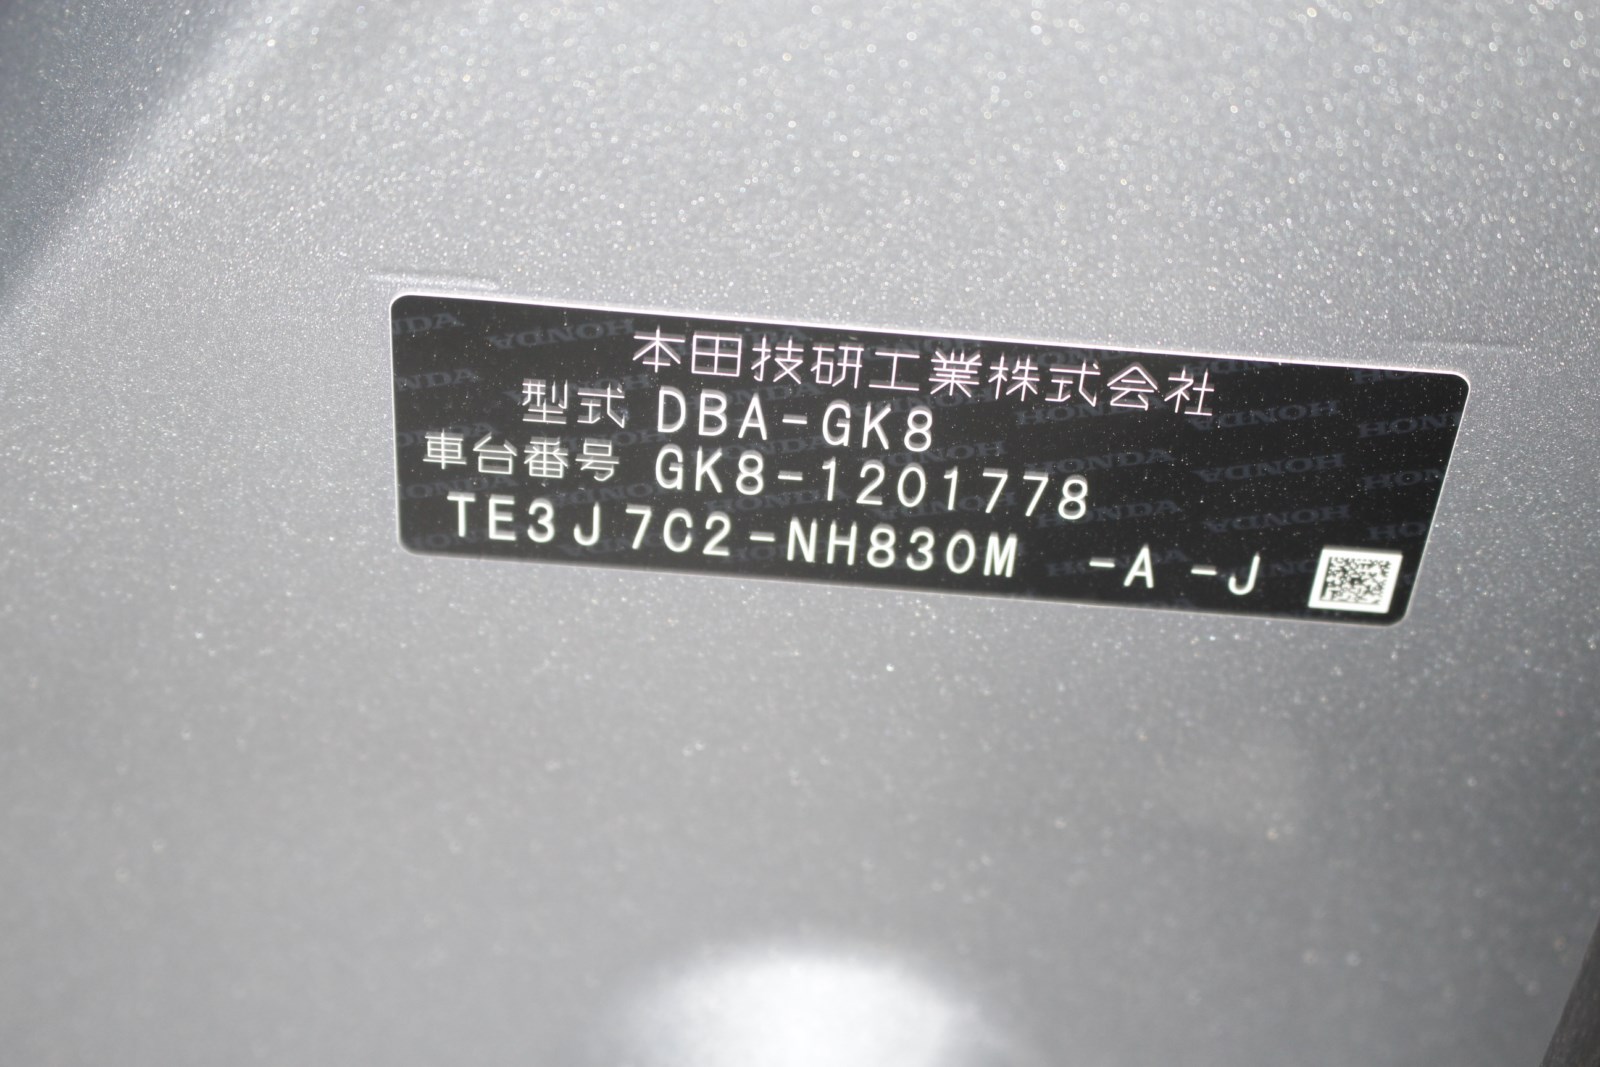 本田技研工業株式会社
型式 DBA-GK8
車台番号 GK8-1201778
TE3J7C2-NH830M -A -J